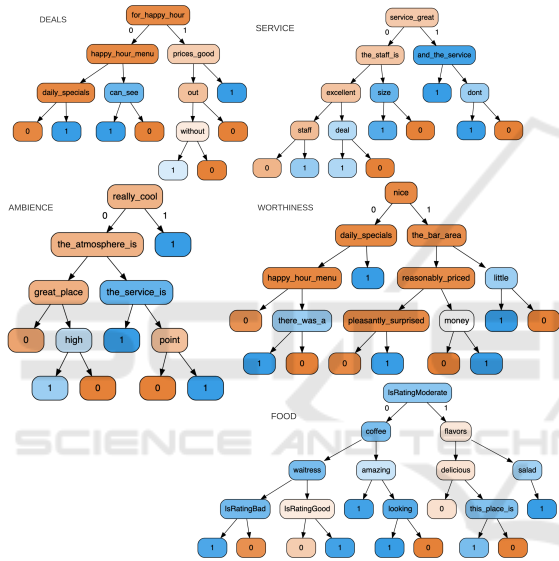 DEALS
for_happy_hour
0 1
happy_hour_menu prices_good
daily_specials can_see out 1
0 1 1 0 without 0
1 0
SERVICE
service_great
0 1
the_staff_is and_the_service
excellent size 1 dont
staff deal 1 0 1 0
0 1 1 0
AMBIENCE
really_cool
0 1
the_atmosphere_is 1
great_place the_service_is
0 high 1 point
1 0 0 1
WORTHINESS
nice
0 1
daily_specials the_bar_area
happy_hour_menu 1 reasonably_priced little
0 there_was_a pleasantly_surprised money 1 0
1 0 0 1 0 1
FOOD
IsRatingModerate
0 1
coffee flavors
waitress amazing delicious salad
IsRatingBad IsRatingGood 1 looking 0 this_place_is 1
1 0 0 1 1 0 1 0
SCIENCE AND TECHN